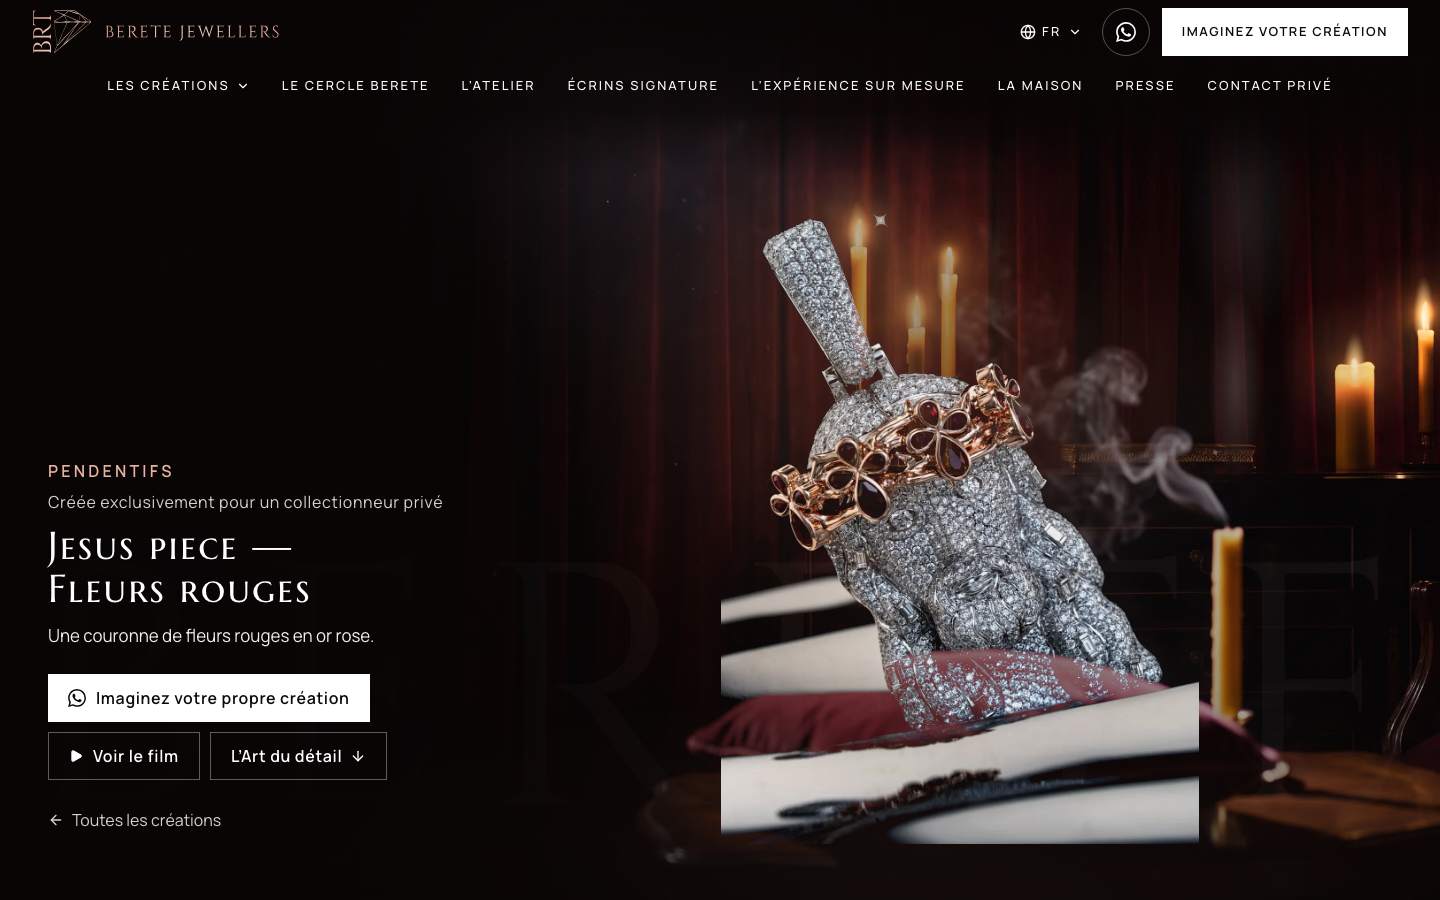 BRT
BERETE JEWELLERS
FR
IMAGINEZ VOTRE CRÉATION
LES CRÉATIONS
LE CERCLE BERETE
L'ATELIER
ÉCRINS SIGNATURE
L'EXPÉRIENCE SUR MESURE
LA MAISON
PRESSE
CONTACT PRIVÉ
PENDENTIFS
Créée exclusivement pour un collectionneur privé
Jesus piece —
Fleurs rouges
Une couronne de fleurs rouges en or rose.
Imaginez votre propre création
Voir le film
L'Art du détail
Toutes les créations